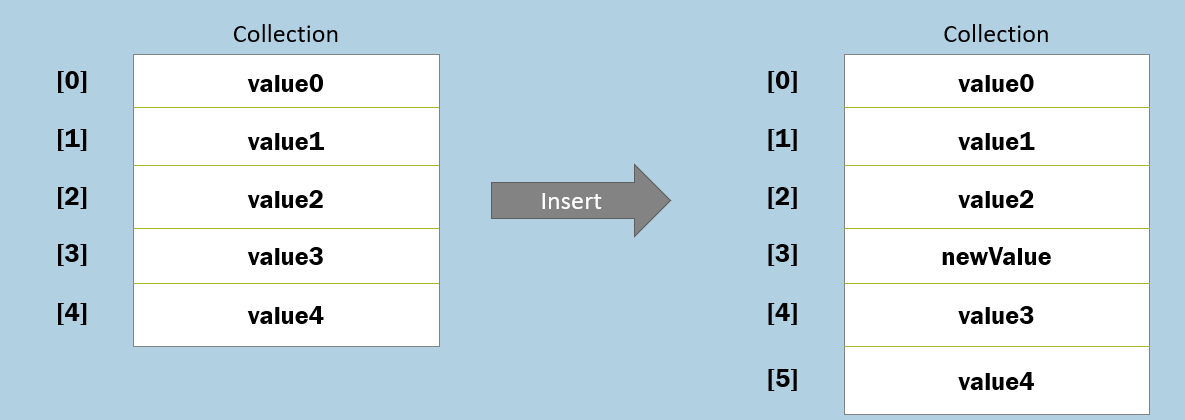 Collection
[0] value0
[1] value1
[2] value2
[3] value3
[4] value4
Insert
Collection
[0] value0
[1] value1
[2] value2
[3] newValue
[4] value3
[5] value4